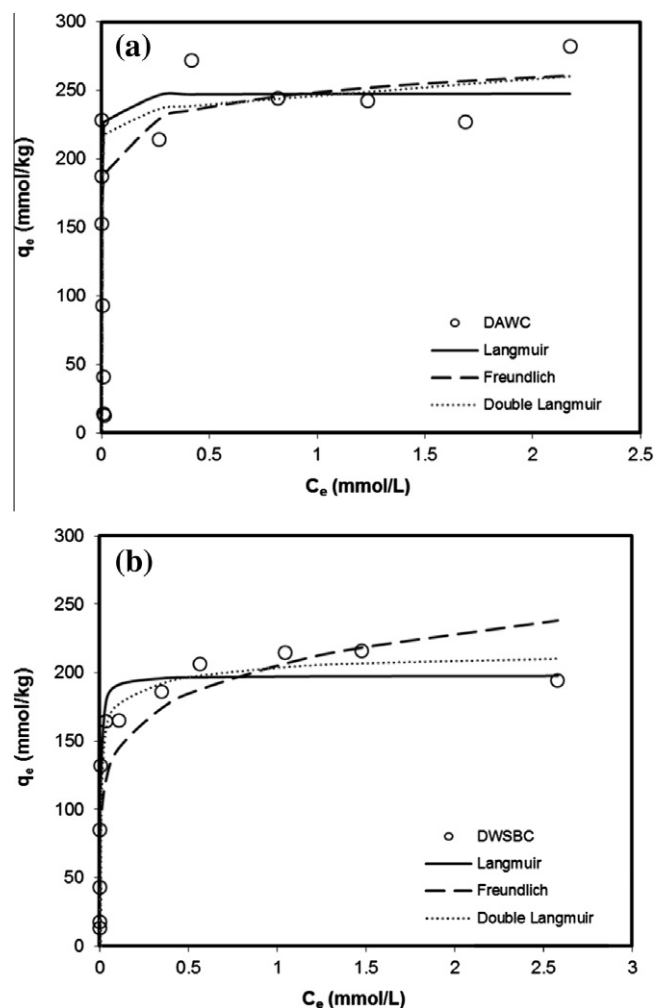 (a)
300
250
200
150
100
50
0
qe (mmol/kg)
DAWC
Langmuir
Freundlich
Double Langmuir
0 0.5 1 1.5 2 2.5
Ce (mmol/L)
(b)
300
250
200
150
100
50
0
qe (mmol/kg)
DWSBC
Langmuir
Freundlich
Double Langmuir
0 0.5 1 1.5 2 2.5 3
Ce (mmol/L)